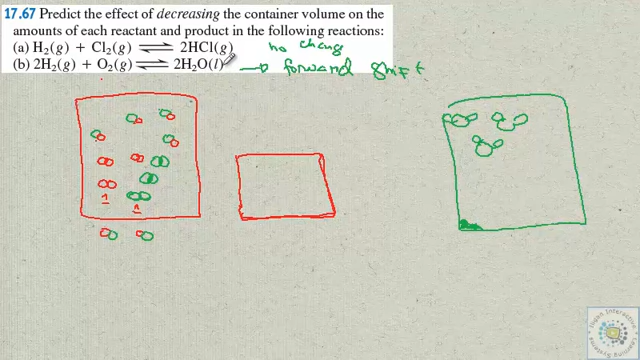 17.67 Predict the effect of decreasing the container volume on the
amounts of each reactant and product in the following reactions:
(a) H₂(g) + Cl₂(g) ⇌ 2HCl(g) no change
(b) 2H₂(g) + O₂(g) ⇌ 2H₂O(l) → forward shift
1
1